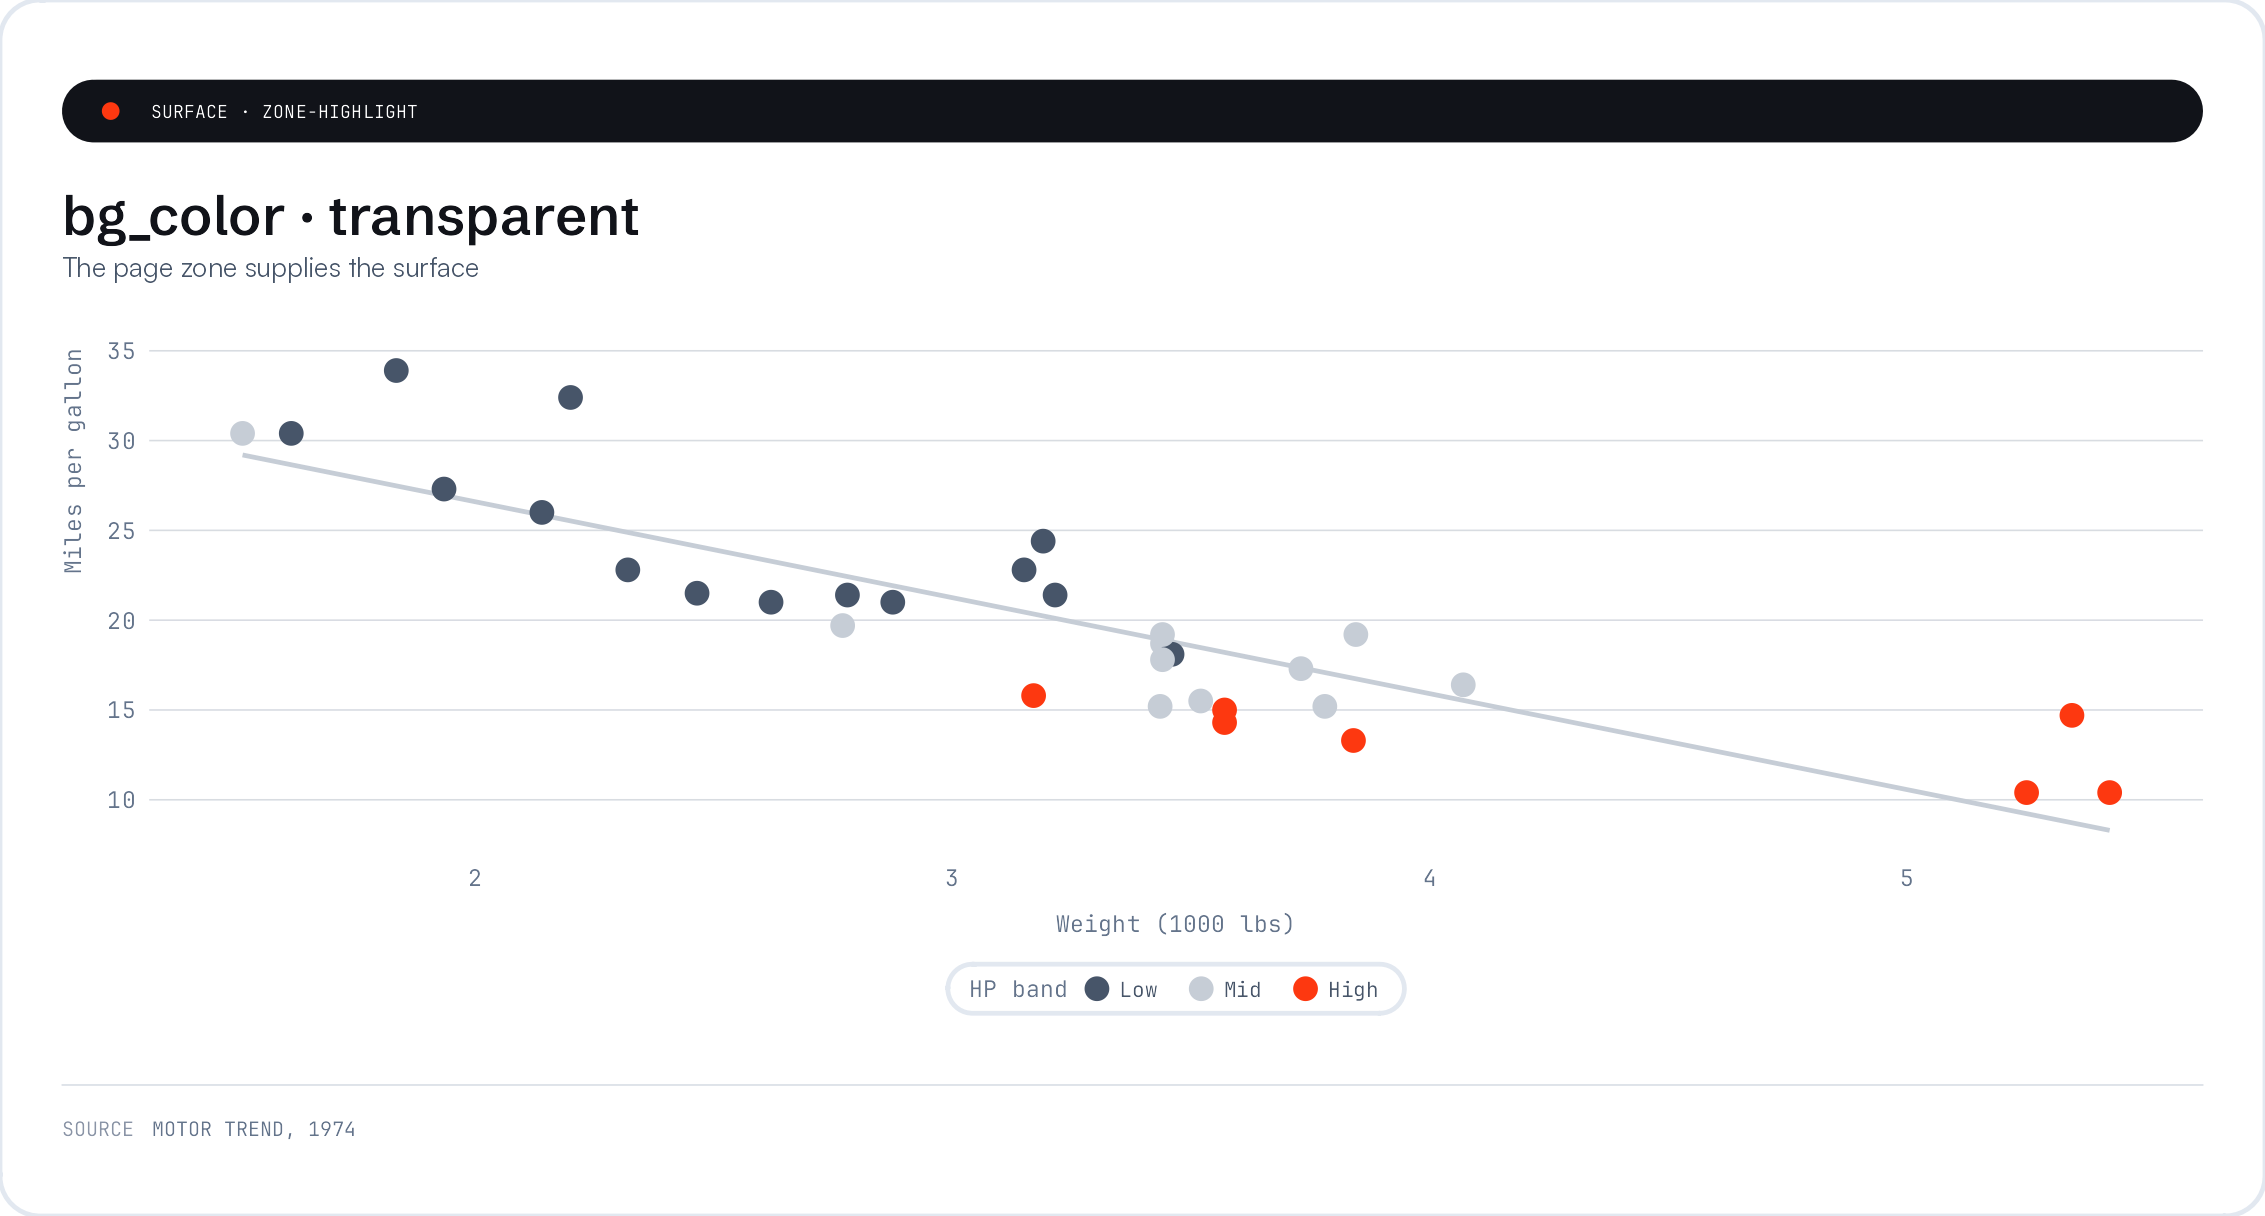 SURFACE · ZONE-HIGHLIGHT
bg_color · transparent
The page zone supplies the surface
Miles per gallon
35
30
25
20
15
10
2 3 4 5
Weight (1000 lbs)
HP band Low Mid High
SOURCE MOTOR TREND, 1974